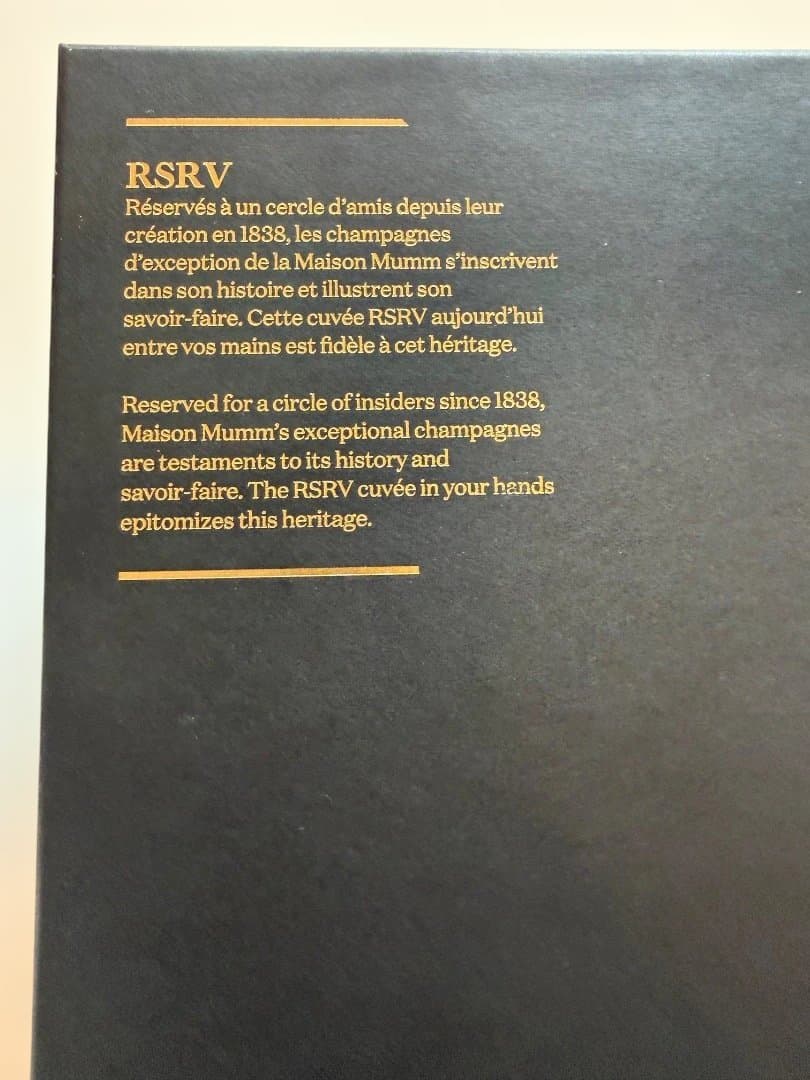 RSRV
Réservés à un cercle d'amis depuis leur
création en 1838, les champagnes
d'exception de la Maison Mumm s'inscrivent
dans son histoire et illustrent son
savoir-faire. Cette cuvée RSRV aujourd'hui
entre vos mains est fidèle à cet héritage.
Reserved for a circle of insiders since 1838,
Maison Mumm's exceptional champagnes
are testaments to its history and
savoir-faire. The RSRV cuvée in your hands
epitomizes this heritage.